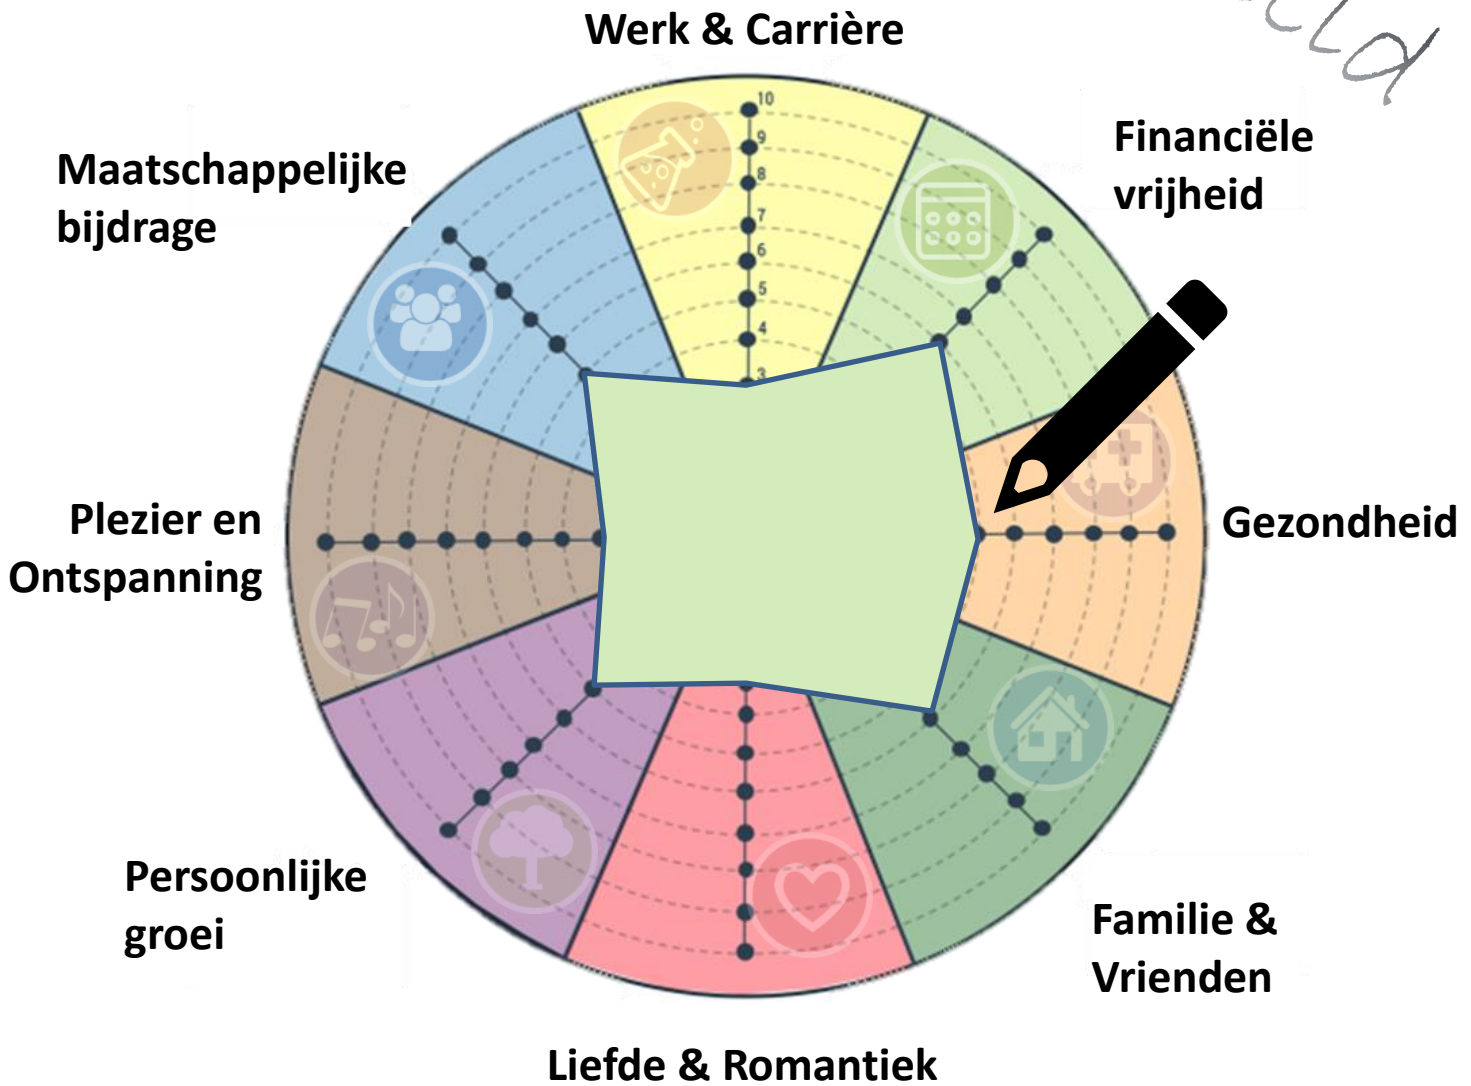 Werk & Carrière
Financiële
vrijheid
Maatschappelijke
bijdrage
10
9
8
7
6
5
4
3
Plezier en
Ontspanning
Gezondheid
Persoonlijke
groei
Familie &
Vrienden
Liefde & Romantiek